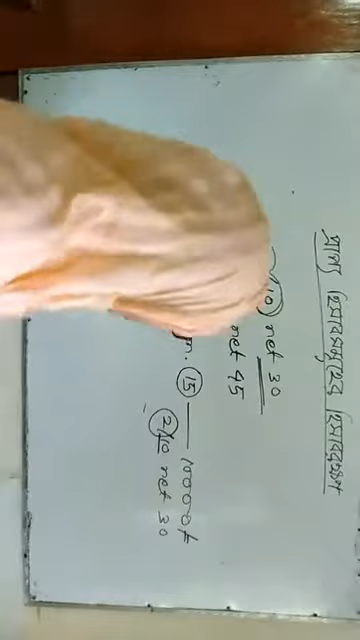 প্রাপ্য হিসাবসমূহের হিসাবরক্ষণ
/10) net 30
net 45
n. (15) — 10000৳
2/10 net 30